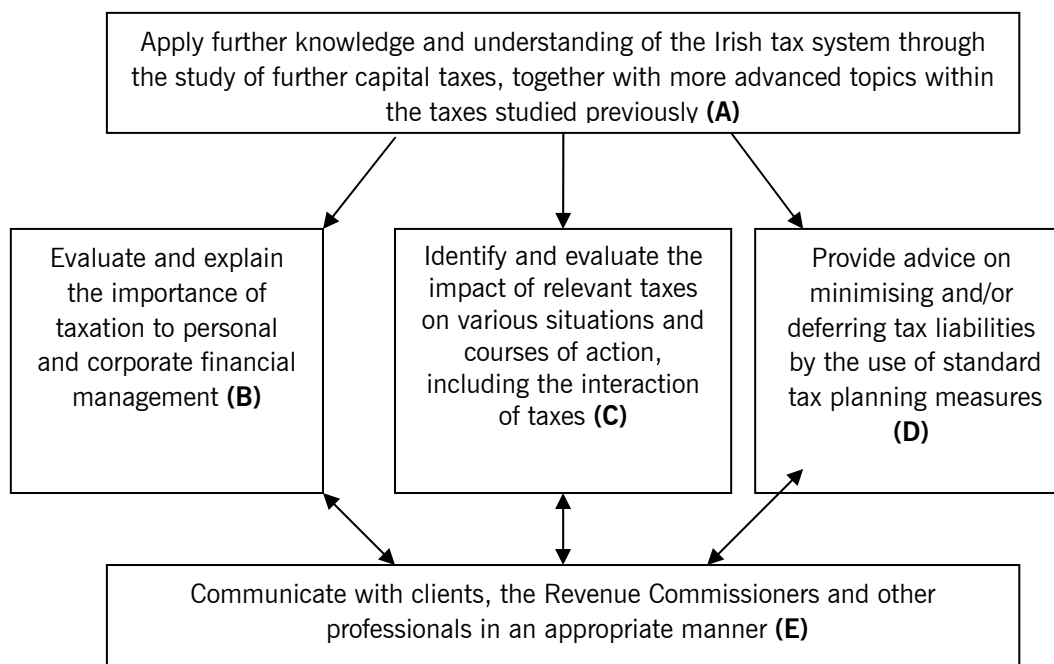 Apply further knowledge and understanding of the Irish tax system through
the study of further capital taxes, together with more advanced topics within
the taxes studied previously (A)
Evaluate and explain
the importance of
taxation to personal
and corporate financial
management (B)
Identify and evaluate the
impact of relevant taxes
on various situations and
courses of action,
including the interaction
of taxes (C)
Provide advice on
minimising and/or
deferring tax liabilities
by the use of standard
tax planning measures
(D)
Communicate with clients, the Revenue Commissioners and other
professionals in an appropriate manner (E)